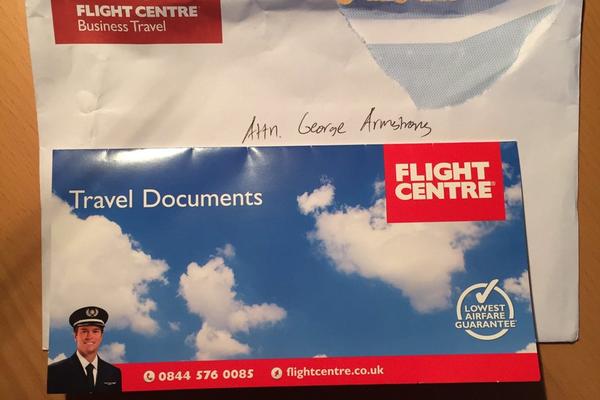 FLIGHT CENTRE
Business Travel
Attn. George Armstrong
Travel Documents
FLIGHT
CENTRE®
LOWEST
AIRFARE
GUARANTEE
0844 576 0085 flightcentre.co.uk